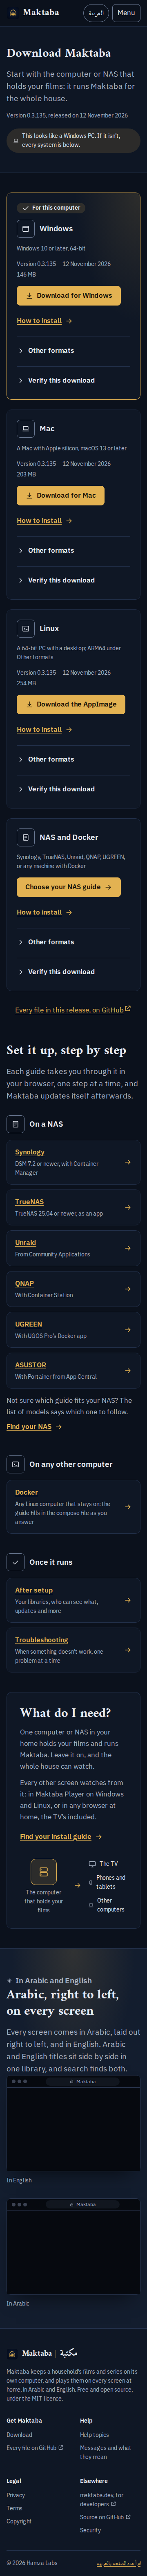 Maktaba
العربية
Menu
Download Maktaba
Start with the computer or NAS that
holds your films: it runs Maktaba for
the whole house.
Version 0.3.135, released on 12 November 2026
This looks like a Windows PC. If it isn't,
every system is below.
For this computer
Windows
Windows 10 or later, 64-bit
Version 0.3.135 12 November 2026
146 MB
Download for Windows
How to install
Other formats
Verify this download
Mac
A Mac with Apple silicon, macOS 13 or later
Version 0.3.135 12 November 2026
203 MB
Download for Mac
How to install
Other formats
Verify this download
Linux
A 64-bit PC with a desktop; ARM64 under
Other formats
Version 0.3.135 12 November 2026
254 MB
Download the AppImage
How to install
Other formats
Verify this download
NAS and Docker
Synology, TrueNAS, Unraid, QNAP, UGREEN,
or any machine with Docker
Choose your NAS guide
How to install
Other formats
Verify this download
Every file in this release, on GitHub
Set it up, step by step
Each guide takes you through it in
your browser, one step at a time, and
Maktaba updates itself afterwards.
On a NAS
Synology
DSM 7.2 or newer, with Container
Manager
TrueNAS
TrueNAS 25.04 or newer, as an app
Unraid
From Community Applications
QNAP
With Container Station
UGREEN
With UGOS Pro's Docker app
ASUSTOR
With Portainer from App Central
Not sure which guide fits your NAS? The
list of models says which one to follow.
Find your NAS
On any other computer
Docker
Any Linux computer that stays on: the
guide fills in the compose file as you
answer
Once it runs
After setup
Your libraries, who can see what,
updates and more
Troubleshooting
When something doesn't work, one
problem at a time
What do I need?
One computer or NAS in your
home holds your films and runs
Maktaba. Leave it on, and the
whole house can watch.
Every other screen watches from
it: in Maktaba Player on Windows
and Linux, or in any browser at
home, the TV's included.
Find your install guide
The computer
that holds your
films
The TV
Phones and
tablets
Other
computers
In Arabic and English
Arabic, right to left,
on every screen
Every screen comes in Arabic, laid out
right to left, and in English. Arabic
and English titles sit side by side in
your library, and search finds both.
Maktaba
In English
Maktaba
In Arabic
Maktaba | مكتبة
Maktaba keeps a household's films and series on its
own computer, and plays them on every screen at
home, in Arabic and English. Free and open source,
under the MIT licence.
Get Maktaba
Download
Every file on GitHub
Help
Help topics
Messages and what
they mean
Legal
Privacy
Terms
Copyright
Elsewhere
maktaba.dev, for
developers
Source on GitHub
Security
© 2026 Hamza Labs
اقرأ هذه الصفحة بالعربية